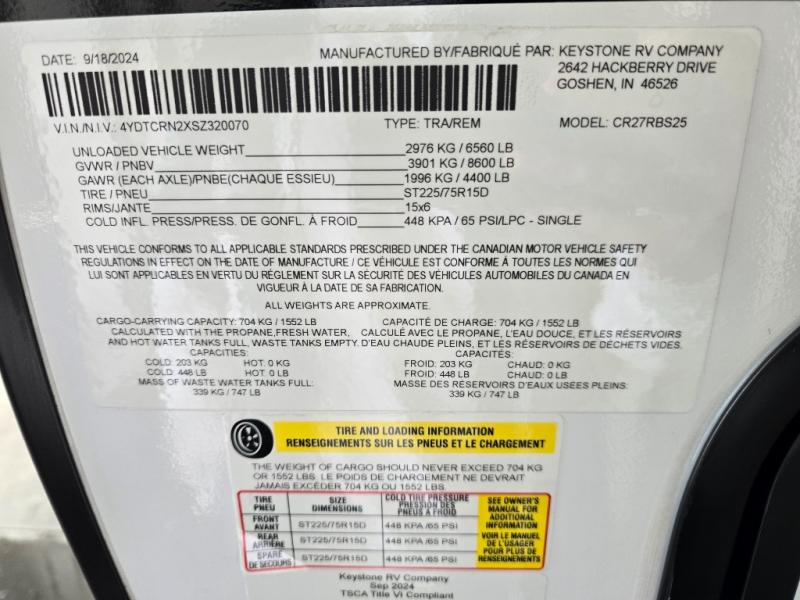 DATE: 9/18/2024
MANUFACTURED BY/FABRIQUÉ PAR: KEYSTONE RV COMPANY
2642 HACKBERRY DRIVE
GOSHEN, IN 46526
V.I.N./N.I.V.: 4YDTCRN2XSZ320070 TYPE: TRA/REM MODEL: CR27RBS25
UNLOADED VEHICLE WEIGHT 2976 KG / 6560 LB
GVWR / PNBV 3901 KG / 8600 LB
GAWR (EACH AXLE)/PNBE(CHAQUE ESSIEU) 1996 KG / 4400 LB
TIRE / PNEU ST225/75R15D
RIMS/JANTE 15x6
COLD INFL. PRESS/PRESS. DE GONFL. À FROID 448 KPA / 65 PSI/LPC - SINGLE
THIS VEHICLE CONFORMS TO ALL APPLICABLE STANDARDS PRESCRIBED UNDER THE CANADIAN MOTOR VEHICLE SAFETY
REGULATIONS IN EFFECT ON THE DATE OF MANUFACTURE / CE VÉHICULE EST CONFORME À TOUTES LES NORMES QUI
LUI SONT APPLICABLES EN VERTU DU RÉGLEMENT SUR LA SÉCURITÉ DES VÉHICULES AUTOMOBILES DU CANADA EN
VIGUEUR À LA DATE DE SA FABRICATION.
ALL WEIGHTS ARE APPROXIMATE.
CARGO-CARRYING CAPACITY: 704 KG / 1552 LB
CALCULATED WITH THE PROPANE,FRESH WATER,
AND HOT WATER TANKS FULL, WASTE TANKS EMPTY.
CAPACITIES:
COLD: 203 KG HOT: 0 KG
COLD: 448 LB HOT: 0 LB
MASS OF WASTE WATER TANKS FULL:
339 KG / 747 LB
CAPACITÉ DE CHARGE: 704 KG / 1552 LB
CALCULÉ AVEC LE PROPANE, L'EAU DOUCE, ET LES RÉSERVOIRS
D'EAU CHAUDE PLEINS, ET LES RÉSERVOIRS DE DÉCHETS VIDES.
CAPACITÉS:
FROID: 203 KG CHAUD: 0 KG
FROID: 448 LB CHAUD: 0 LB
MASSE DES RÉSERVOIRS D'EAUX USÉES PLEINS:
339 KG / 747 LB
TIRE AND LOADING INFORMATION
RENSEIGNEMENTS SUR LES PNEUS ET LE CHARGEMENT
THE WEIGHT OF CARGO SHOULD NEVER EXCEED 704 KG
OR 1552 LBS. LE POIDS DE CHARGEMENT NE DEVRAIT
JAMAIS EXCÉDER 704 KG OU 1552 LBS.
TIRE PNEU SIZE DIMENSIONS COLD TIRE PRESSURE PRESSION DES PNEUS À FROID
FRONT AVANT ST225/75R15D 448 KPA /65 PSI
REAR ARRIÈRE ST225/75R15D 448 KPA /65 PSI
SPARE DE SECOURS ST225/75R15D 448 KPA /65 PSI
SEE OWNER'S
MANUAL FOR
ADDITIONAL
INFORMATION
VOIR LE MANUEL
DE L'USAGER
POUR PLUS DE
RENSEIGNEMENTS
Keystone RV Company
Sep 2024
TSCA Title VI Compliant